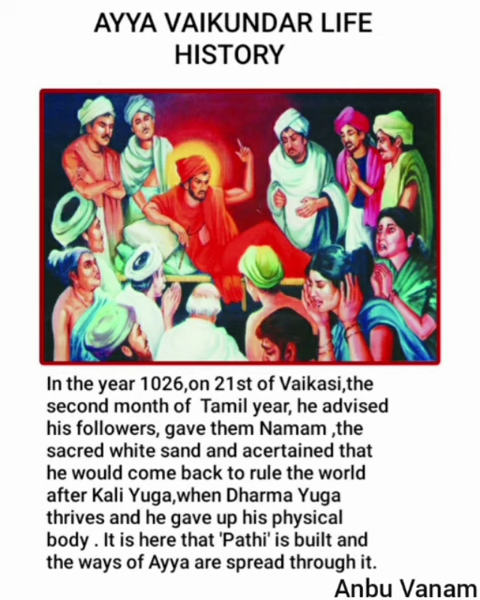 AYYA VAIKUNDAR LIFE
HISTORY
In the year 1026,on 21st of Vaikasi,the
second month of Tamil year, he advised
his followers, gave them Namam ,the
sacred white sand and acertained that
he would come back to rule the world
after Kali Yuga,when Dharma Yuga
thrives and he gave up his physical
body . It is here that 'Pathi' is built and
the ways of Ayya are spread through it.
Anbu Vanam